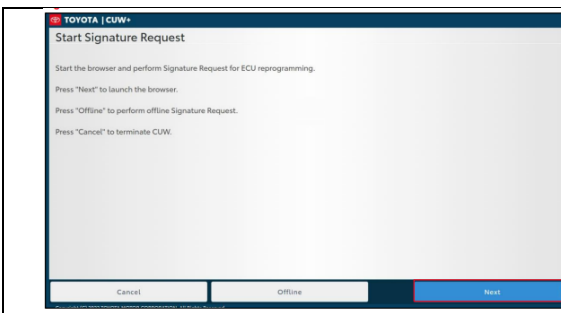 TOYOTA | CUW+
Start Signature Request
Start the browser and perform Signature Request for ECU reprogramming.
Press "Next" to launch the browser.
Press "Offline" to perform offline Signature Request.
Press "Cancel" to terminate CUW.
Cancel
Offline
Next